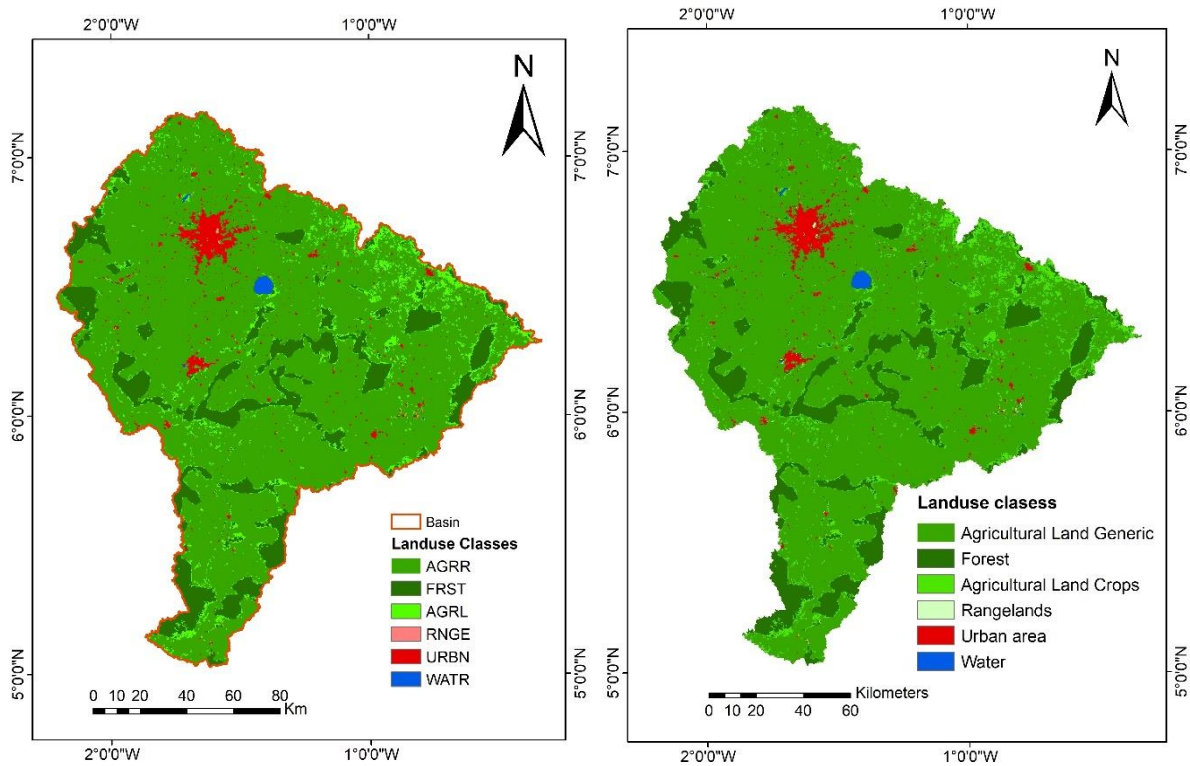 2°0'0"W 1°0'0"W
N
7°0'0"N
6°0'0"N
5°0'0"N
7°0'0"N
6°0'0"N
5°0'0"N
Basin
Landuse Classes
AGRR
FRST
AGRL
RNGE
URBN
WATR
0 10 20 40 60 80
Km
2°0'0"W 1°0'0"W
2°0'0"W 1°0'0"W
N
7°0'0"N
6°0'0"N
5°0'0"N
7°0'0"N
6°0'0"N
5°0'0"N
Landuse clasess
Agricultural Land Generic
Forest
Agricultural Land Crops
Rangelands
Urban area
Water
Kilometers
0 10 20 40 60
2°0'0"W 1°0'0"W